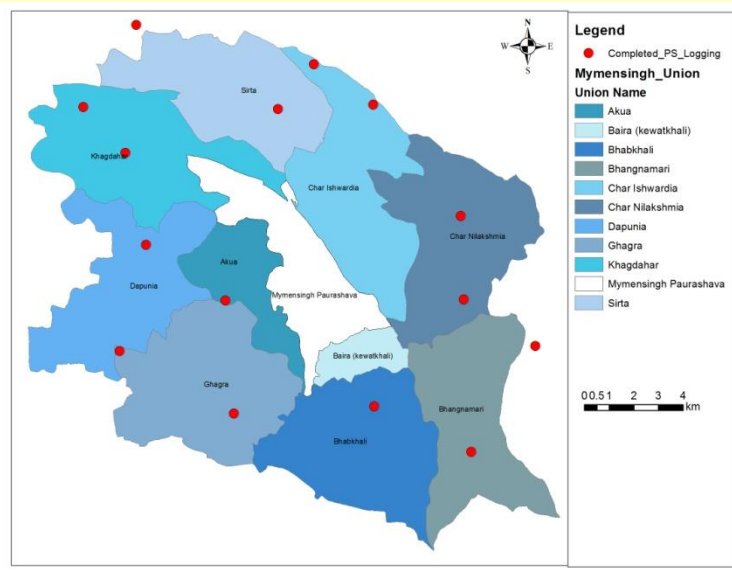 N
W E
S
Sirta
Khagdahar
Char Ishwardia
Char Nilakshmia
Akua
Dapunia
Mymensingh Paurashava
Baira (kewatkhali)
Ghagra
Bhangnamari
Bhabkhali
Legend
Completed_PS_Logging
Mymensingh_Union
Union Name
Akua
Baira (kewatkhali)
Bhabkhali
Bhangnamari
Char Ishwardia
Char Nilakshmia
Dapunia
Ghagra
Khagdahar
Mymensingh Paurashava
Sirta
0 0.5 1 2 3 4
km